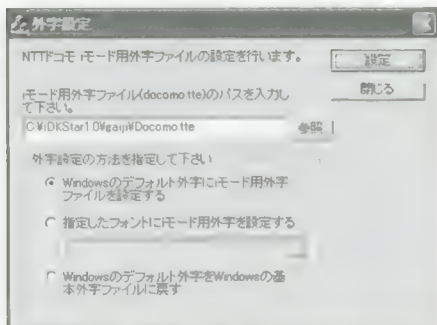 外字設定
NTTドコモ iモード用外字ファイルの設定を行います。
設定
閉じる
iモード用外字ファイル(docomo tte)のパスを入力し
て下さい。
C:¥iDKStar1.0¥gaiji¥Docomo tte
参照
外字設定の方法を指定して下さい
Windowsのデフォルト外字にiモード用外字
ファイルを設定する
指定したフォントにiモード用外字を設定する
Windowsのデフォルト外字をWindowsの基
本外字ファイルに戻す